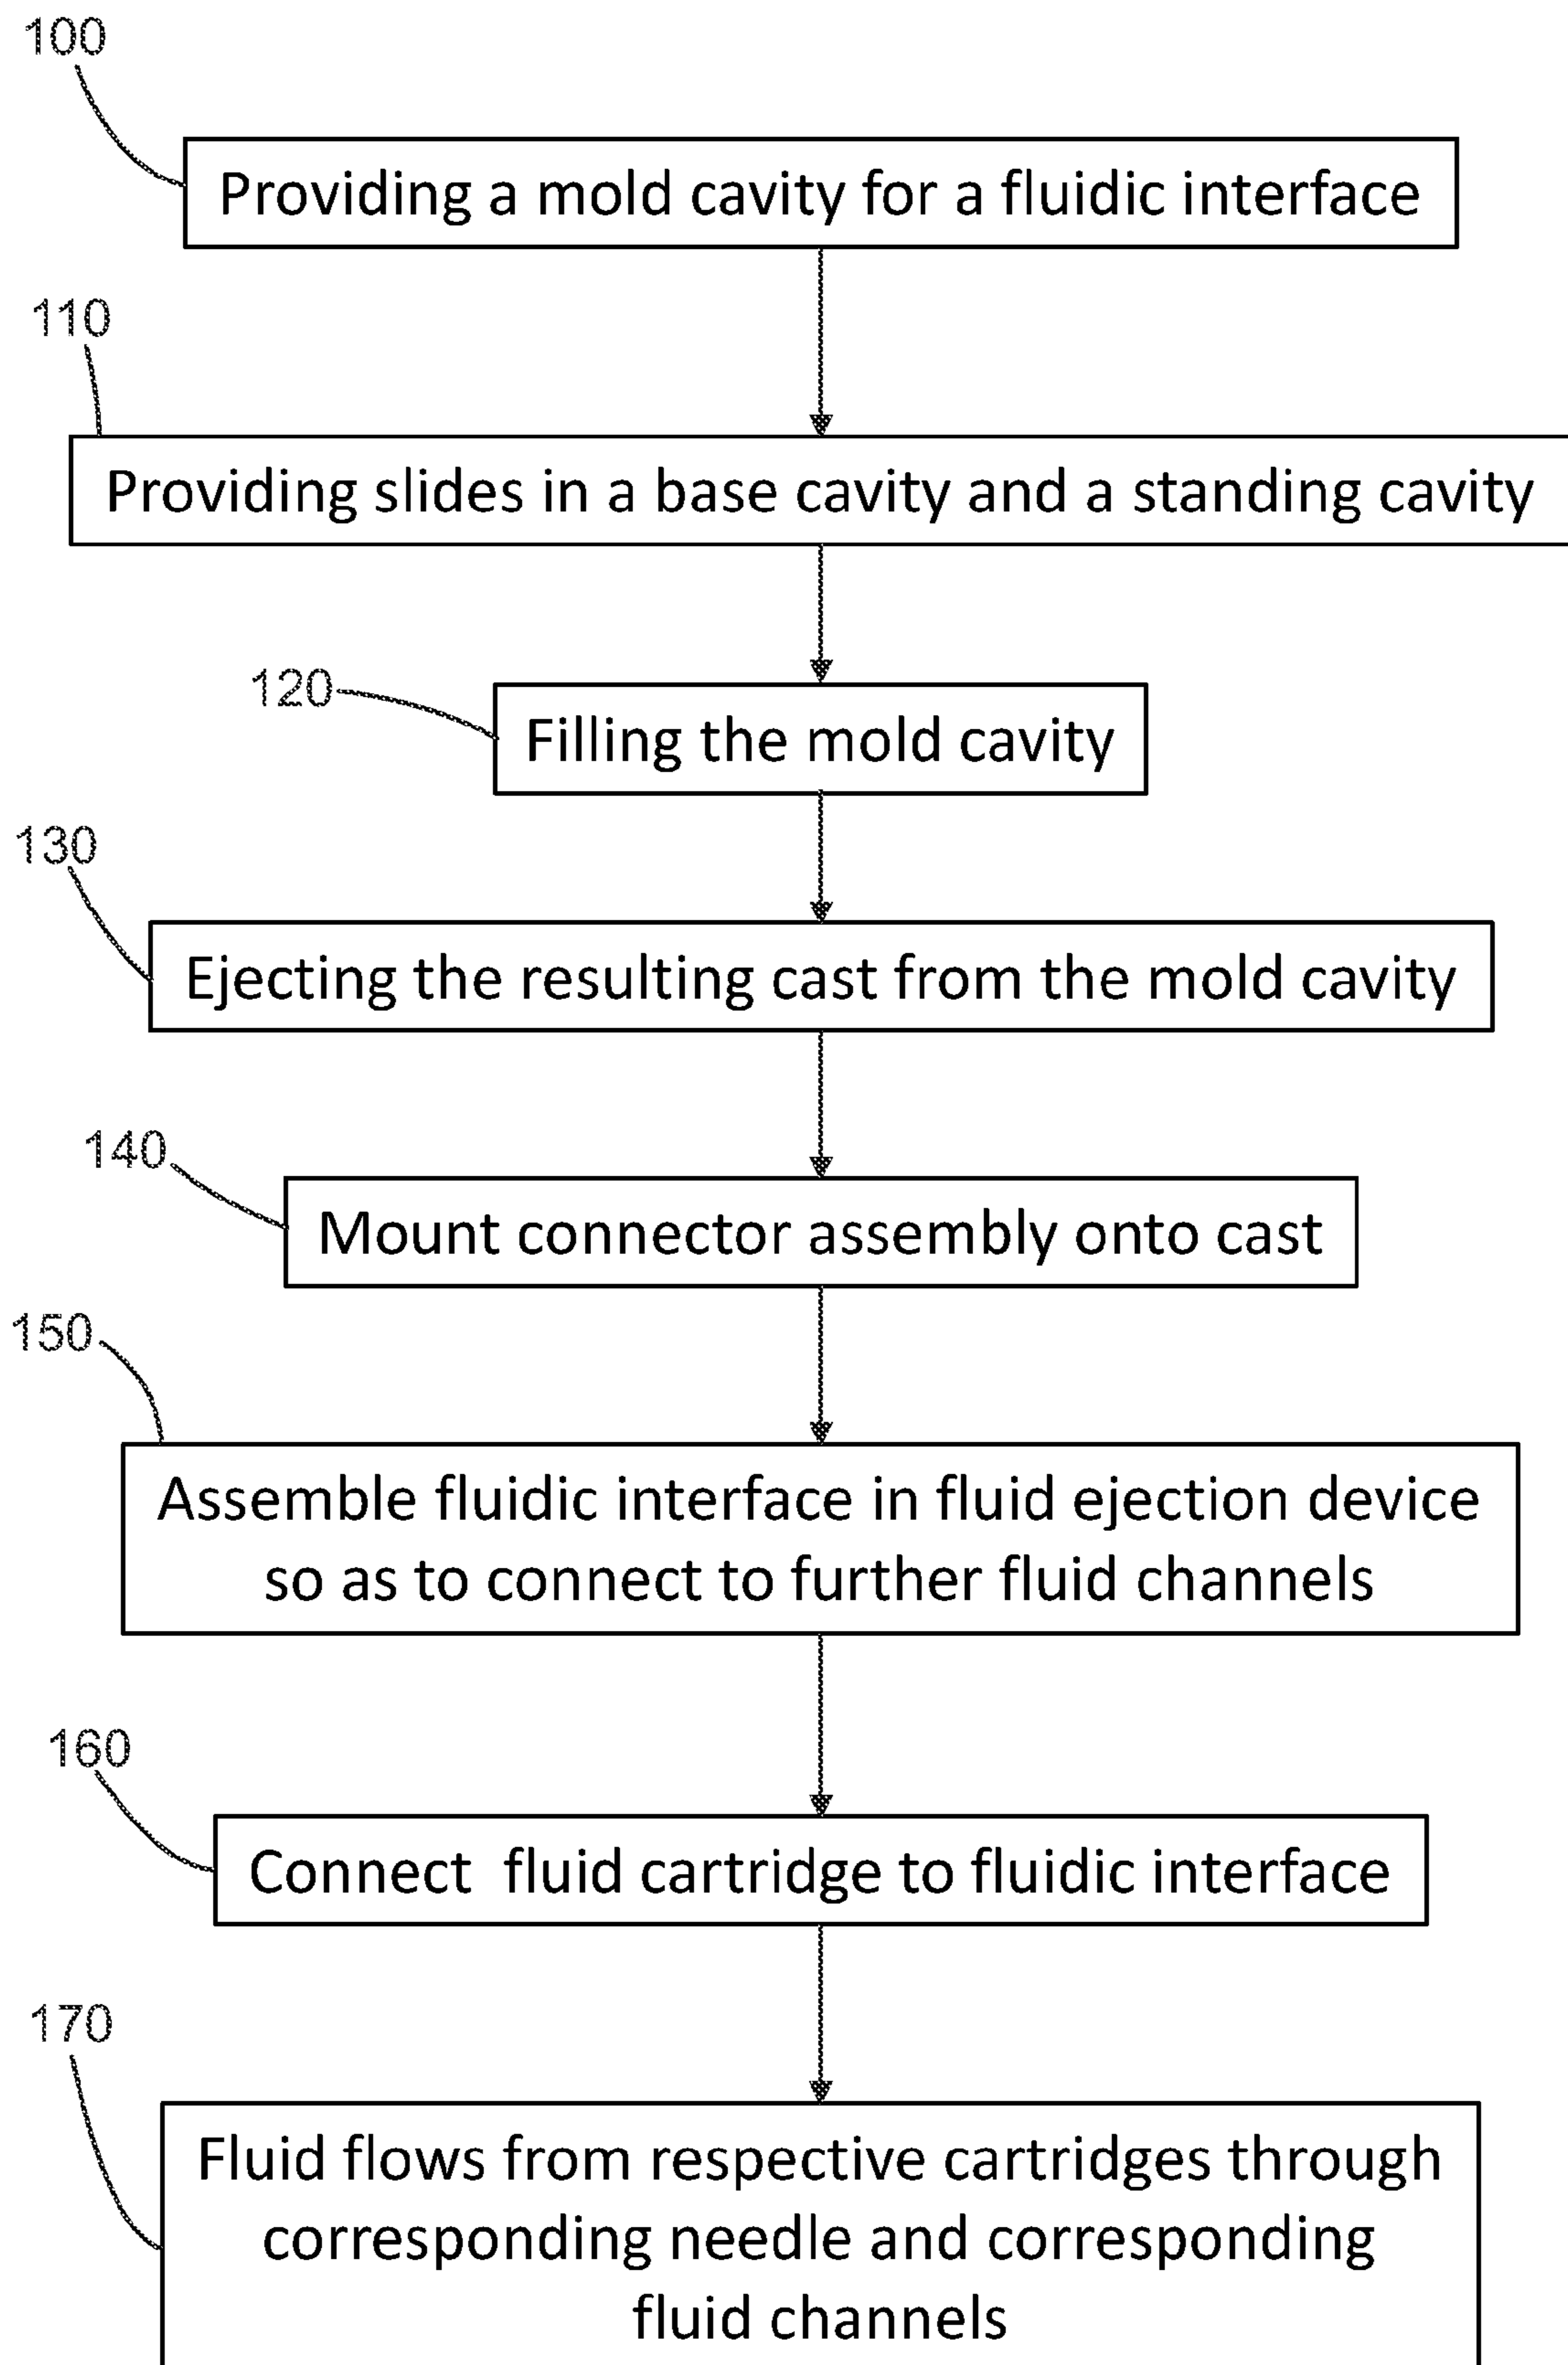 100
Providing a mold cavity for a fluidic interface
110
Providing slides in a base cavity and a standing cavity
120
Filling the mold cavity
130
Ejecting the resulting cast from the mold cavity
140
Mount connector assembly onto cast
150
Assemble fluidic interface in fluid ejection device
so as to connect to further fluid channels
160
Connect fluid cartridge to fluidic interface
170
Fluid flows from respective cartridges through
corresponding needle and corresponding
fluid channels